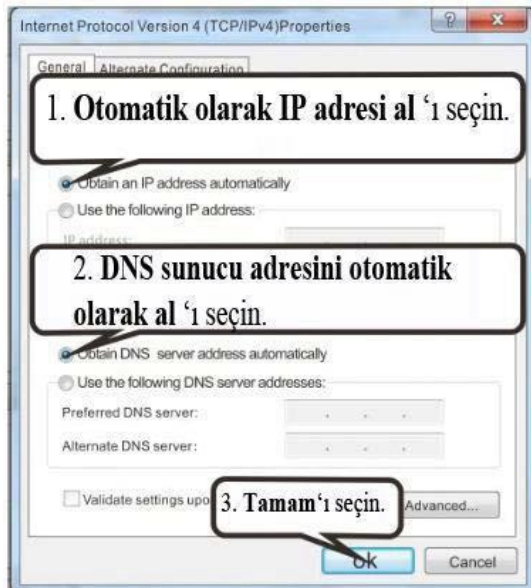 Internet Protocol Version 4 (TCP/IPv4)Properties
General Alternate Configuration
1. Otomatik olarak IP adresi al ‘ı seçin.
Obtain an IP address automatically
Use the following IP address:
IP address:
2. DNS sunucu adresini otomatik
olarak al ‘ı seçin.
Obtain DNS server address automatically
Use the following DNS server addresses:
Preferred DNS server:
Alternate DNS server:
Validate settings upo
3. Tamam‘ı seçin.
Advanced...
Ok Cancel